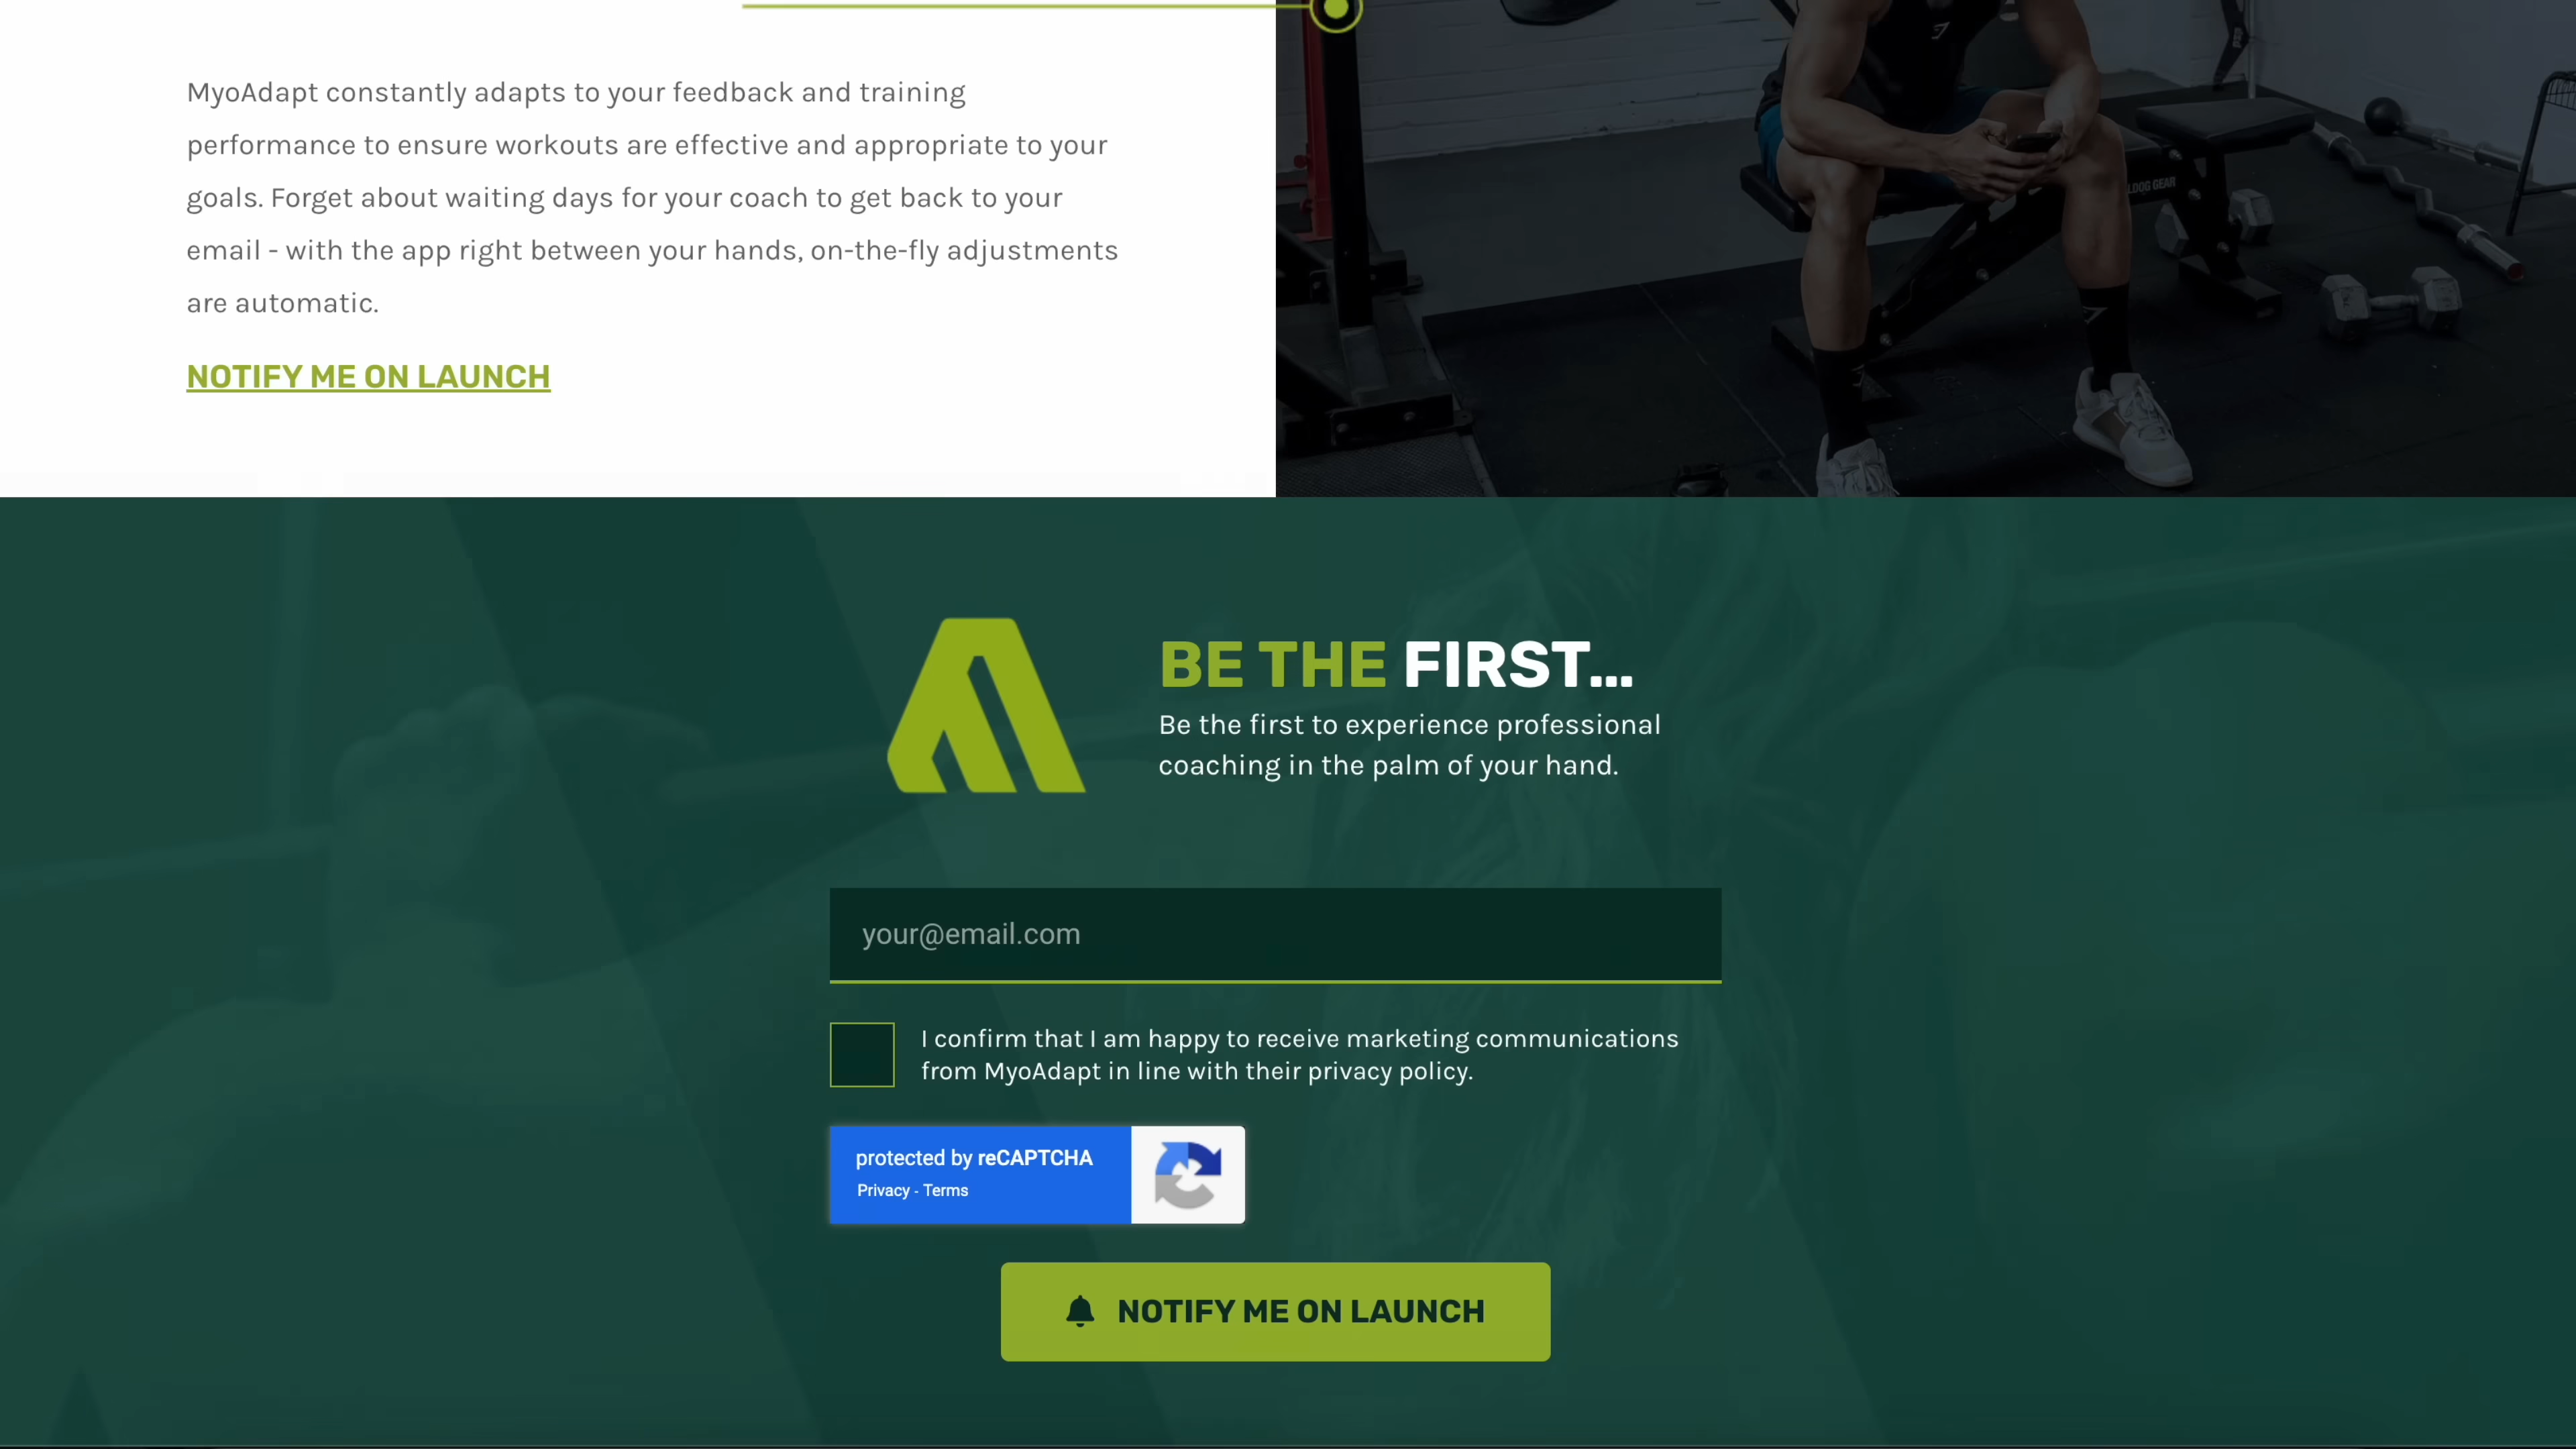 MyoAdapt constantly adapts to your feedback and training
performance to ensure workouts are effective and appropriate to your
goals. Forget about waiting days for your coach to get back to your
email - with the app right between your hands, on-the-fly adjustments
are automatic.
NOTIFY ME ON LAUNCH
BE THE FIRST...
Be the first to experience professional
coaching in the palm of your hand.
your@email.com
I confirm that I am happy to receive marketing communications
from MyoAdapt in line with their privacy policy.
protected by reCAPTCHA
Privacy - Terms
NOTIFY ME ON LAUNCH